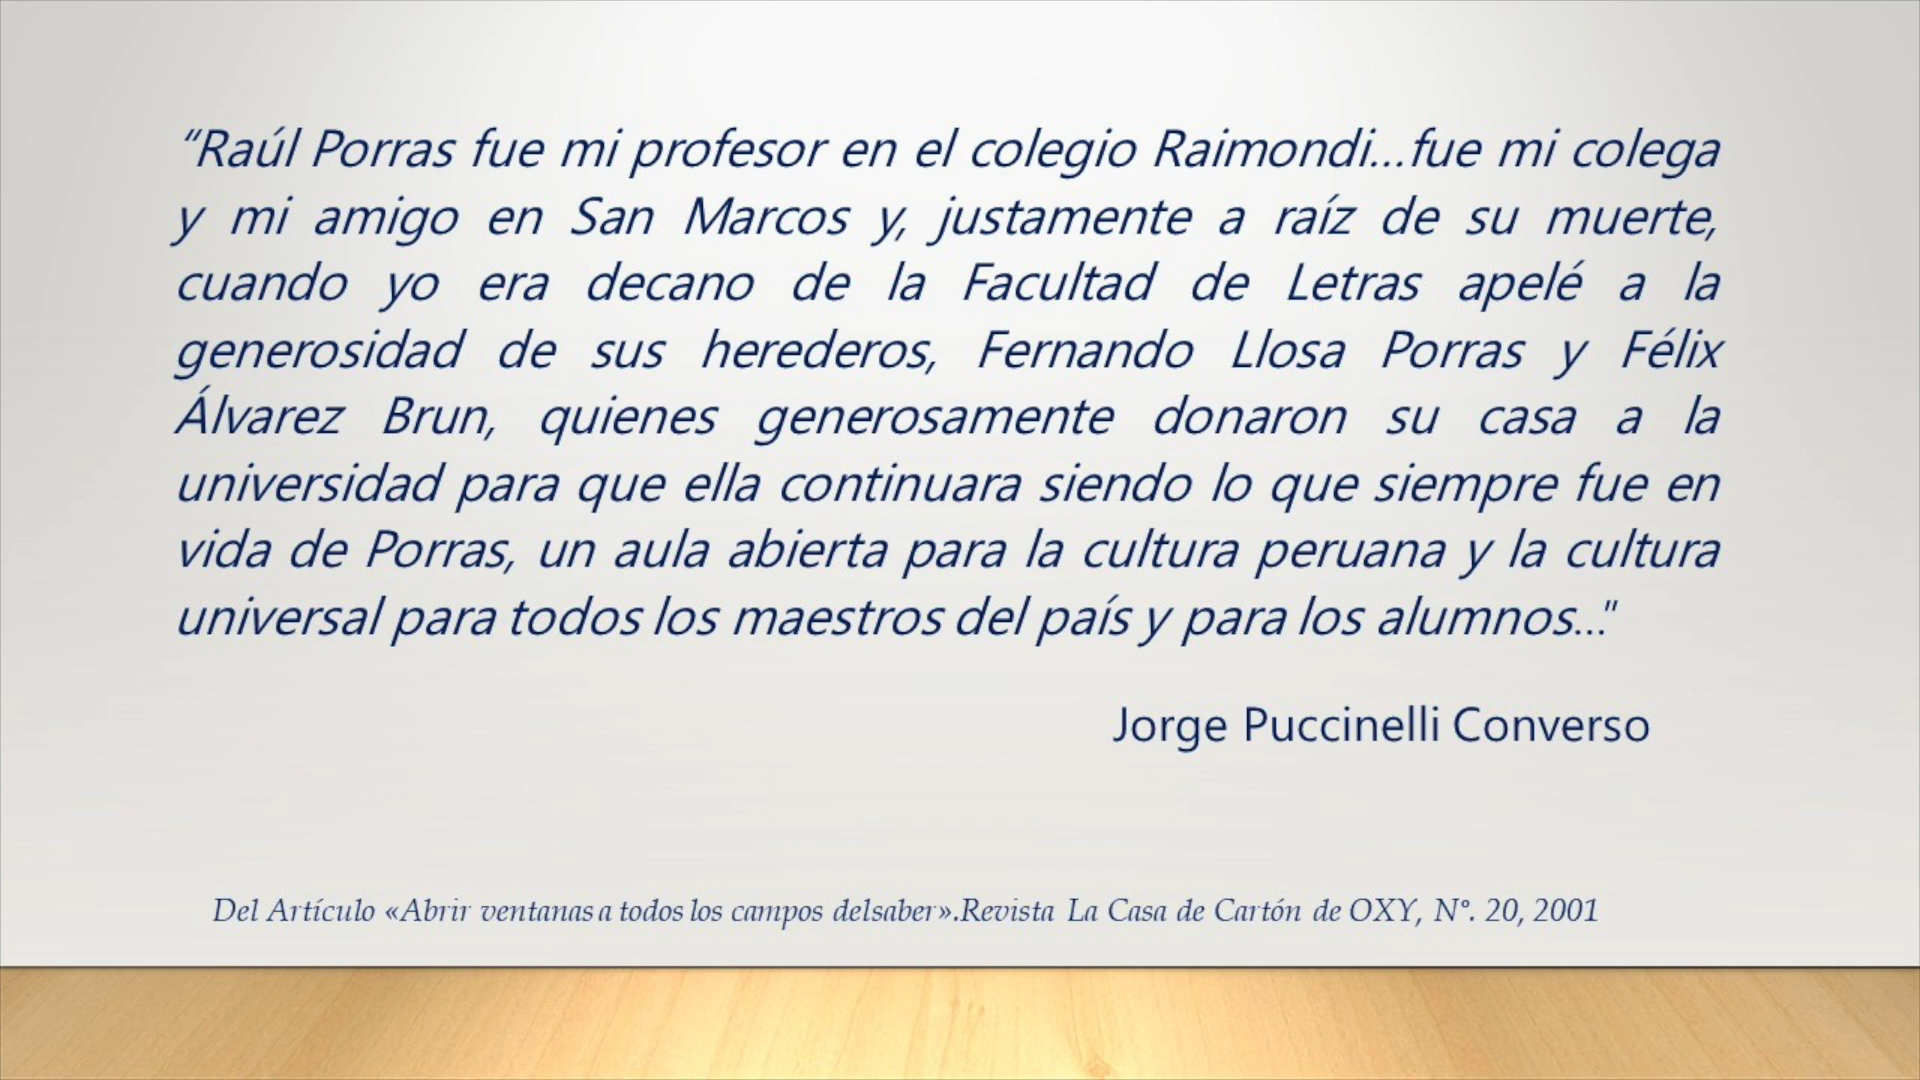 “Raúl Porras fue mi profesor en el colegio Raimondi...fue mi colega
y mi amigo en San Marcos y, justamente a raíz de su muerte,
cuando yo era decano de la Facultad de Letras apelé a la
generosidad de sus herederos, Fernando Llosa Porras y Félix
Álvarez Brun, quienes generosamente donaron su casa a la
universidad para que ella continuara siendo lo que siempre fue en
vida de Porras, un aula abierta para la cultura peruana y la cultura
universal para todos los maestros del país y para los alumnos..."
Jorge Puccinelli Converso
Del Artículo «Abrir ventanas a todos los campos delsaber».Revista La Casa de Cartón de OXY, N°. 20, 2001